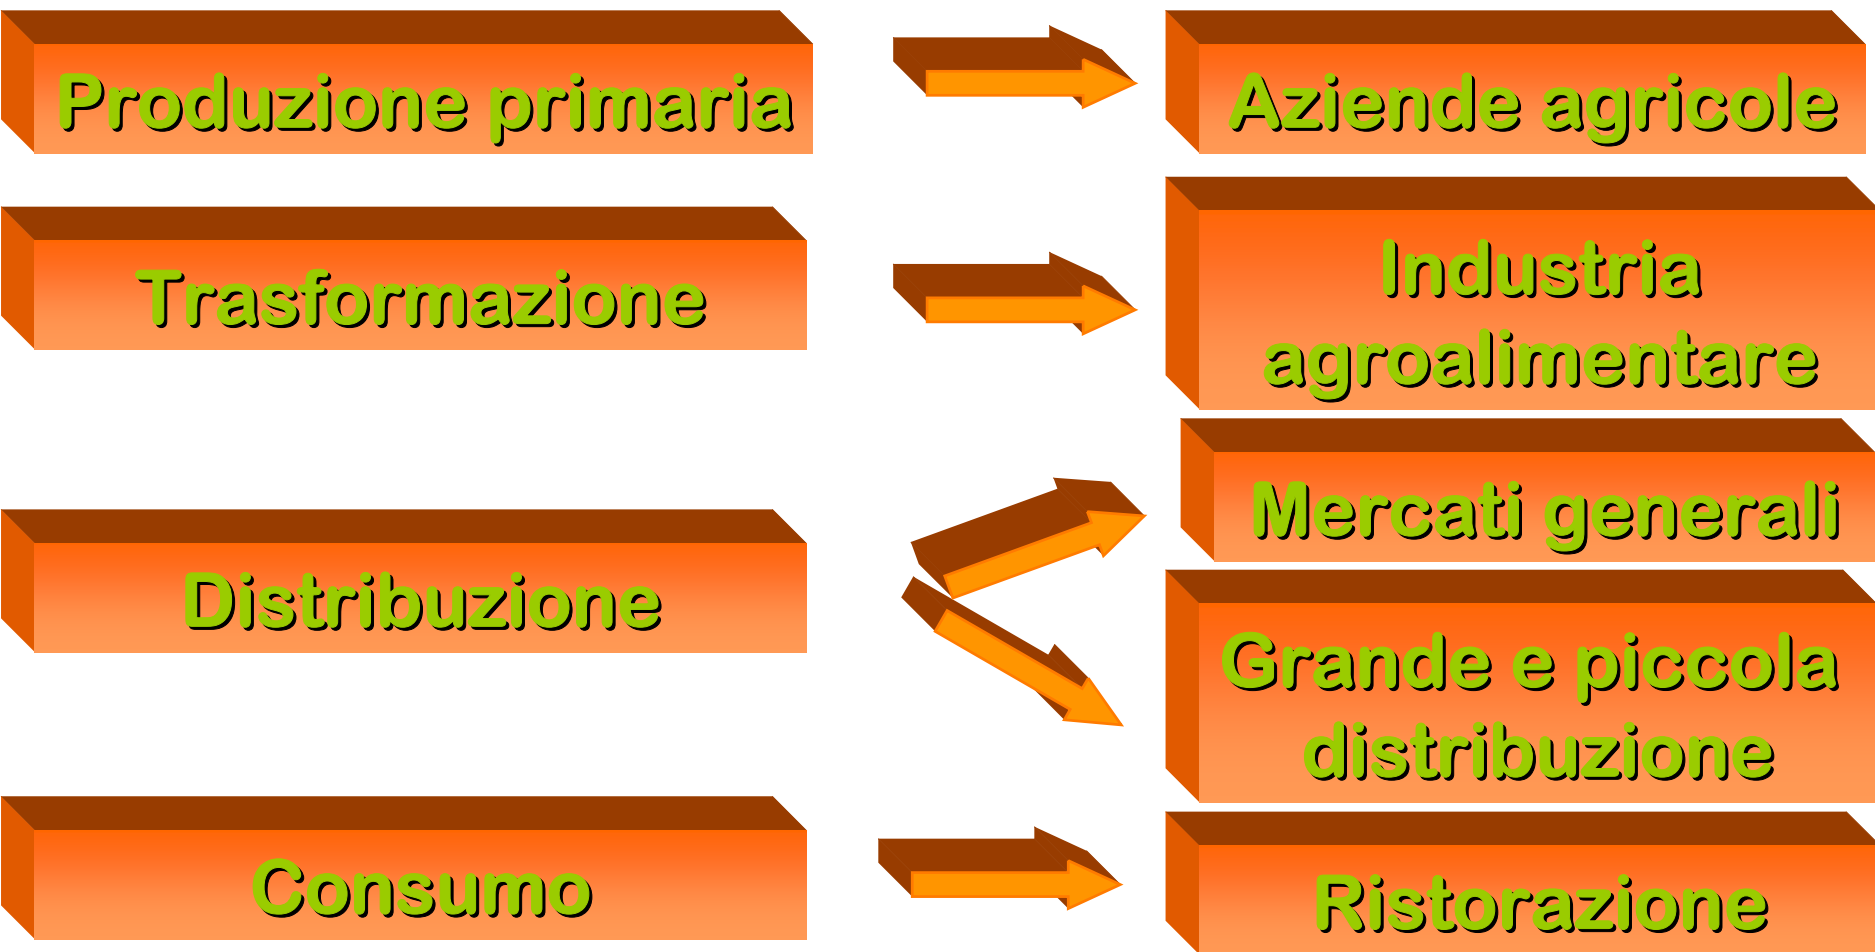 Produzione primaria
Aziende agricole
Trasformazione
Industria
agroalimentare
Distribuzione
Mercati generali
Grande e piccola
distribuzione
Consumo
Ristorazione